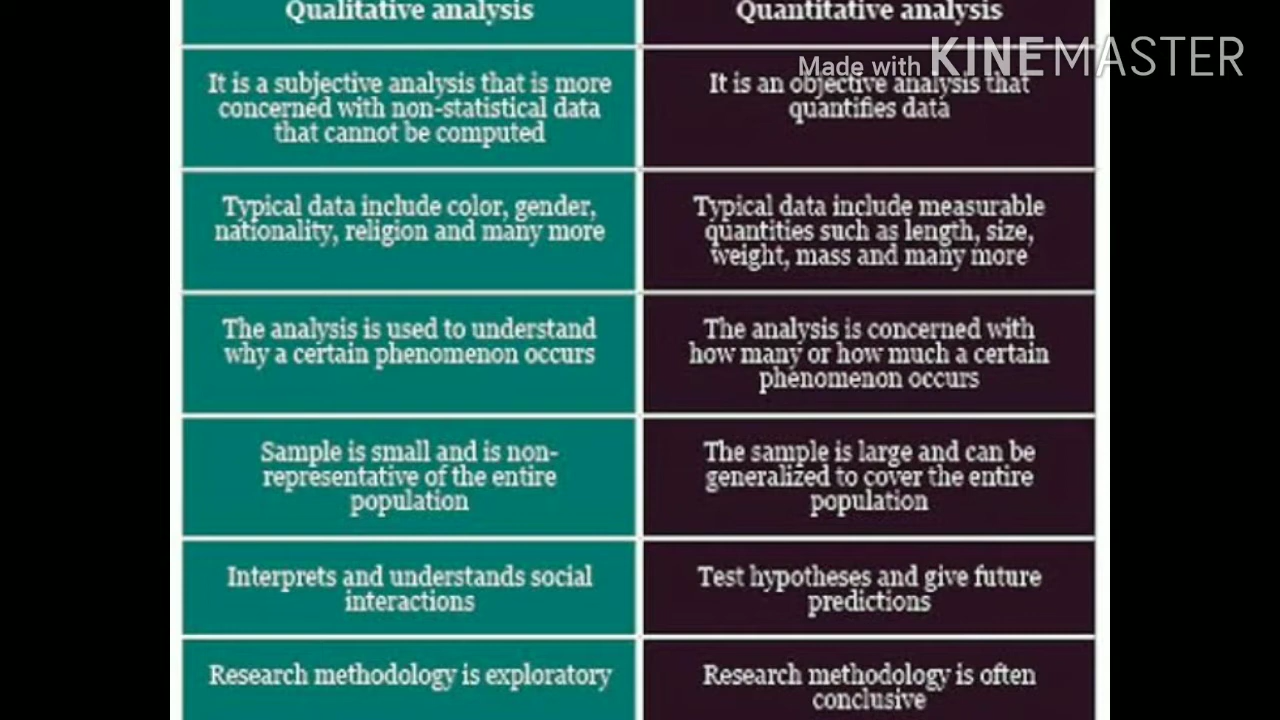 Qualitative analysis
Quantitative analysis
Made with KINEMASTER
It is a subjective analysis that is more
concerned with non-statistical data
that cannot be computed
It is an objective analysis that
quantifies data
Typical data include color, gender,
nationality, religion and many more
Typical data include measurable
quantities such as length, size,
weight, mass and many more
The analysis is used to understand
why a certain phenomenon occurs
The analysis is concerned with
how many or how much a certain
phenomenon occurs
Sample is small and is non-
representative of the entire
population
The sample is large and can be
generalized to cover the entire
population
Interprets and understands social
interactions
Test hypotheses and give future
predictions
Research methodology is exploratory
Research methodology is often
conclusive